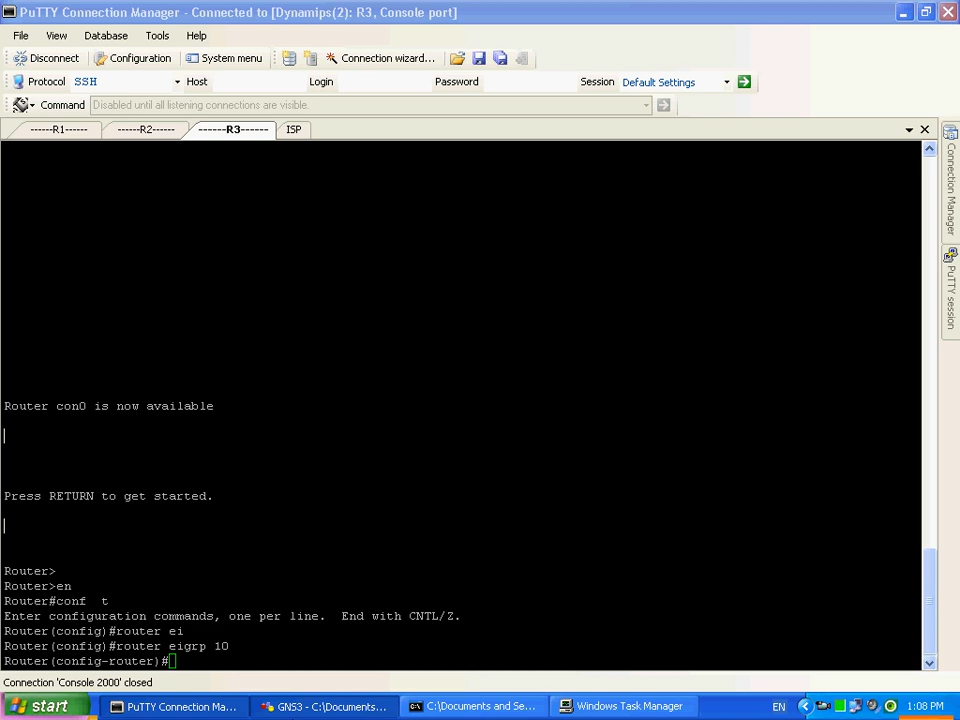 PuTTY Connection Manager - Connected to [Dynamips(2): R3, Console port]
File View Database Tools Help
Disconnect Configuration System menu Connection wizard...
Protocol SSH Host Login Password Session Default Settings
Command Disabled until all listening connections are visible.
------R1------ ------R2------ ------R3------ ISP
Connection Manager
PuTTY session
Router con0 is now available
Press RETURN to get started.
Router>
Router>en
Router#conf  t
Enter configuration commands, one per line.  End with CNTL/Z.
Router(config)#router ei
Router(config)#router eigrp 10
Router(config-router)#
Connection 'Console 2000' closed
start PuTTY Connection Ma... GNS3 - C:\Documents... C:\Documents and Se... Windows Task Manager EN 1:08 PM